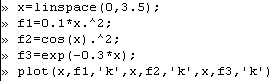 » x=linspace(0,3.5);
» f1=0.1*x.^2;
» f2=cos(x).^2;
» f3=exp(-0.3*x);
» plot(x,f1,'k',x,f2,'k',x,f3,'k')